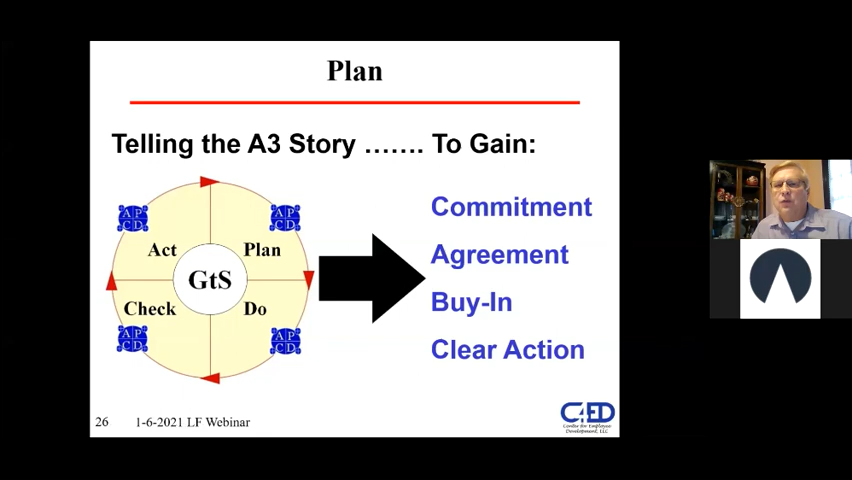 Plan
Telling the A3 Story ……. To Gain:
A P
C D
A P
C D
Act
Plan
GtS
Check
Do
A P
C D
A P
C D
Commitment
Agreement
Buy-In
Clear Action
26
1-6-2021 LF Webinar
C4ED
Center for Employee
Development, LLC